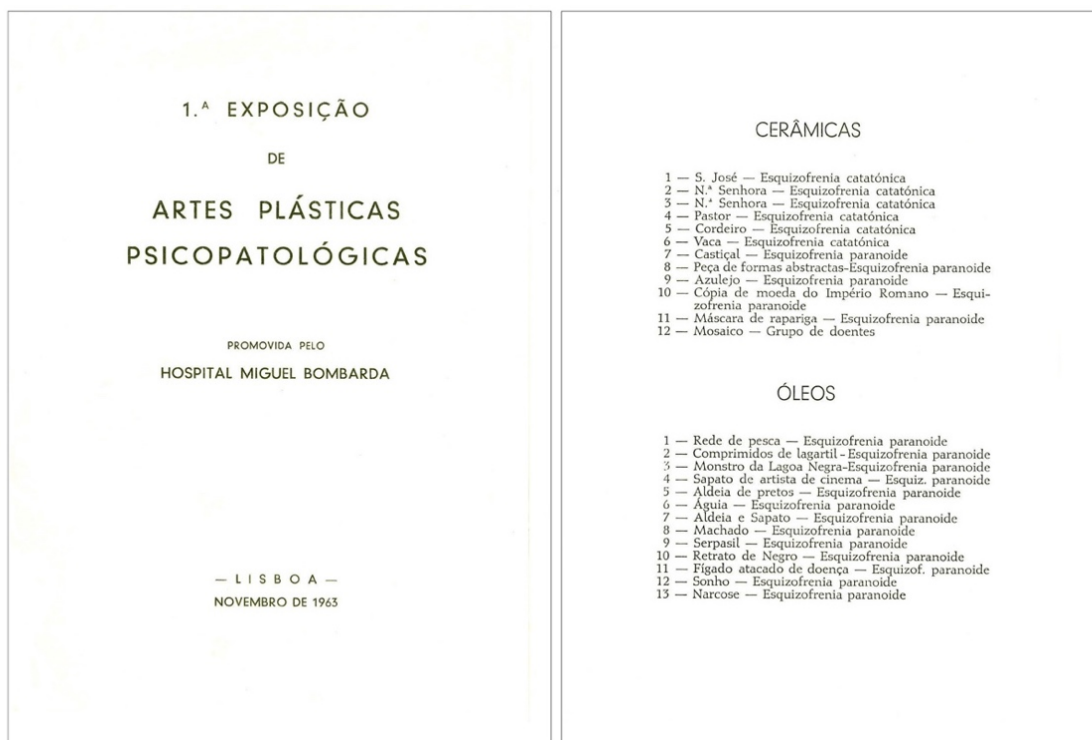 1.ª EXPOSIÇÃO
DE
ARTES PLÁSTICAS
PSICOPATOLÓGICAS
PROMOVIDA PELO
HOSPITAL MIGUEL BOMBARDA
— LISBOA —
NOVEMBRO DE 1963
CERÂMICAS
1 — S. José — Esquizofrenia catatónica
2 — N.ª Senhora — Esquizofrenia catatónica
3 — N.ª Senhora — Esquizofrenia catatónica
4 — Pastor — Esquizofrenia catatónica
5 — Cordeiro — Esquizofrenia catatónica
6 — Vaca — Esquizofrenia catatónica
7 — Castiçal — Esquizofrenia paranoide
8 — Peça de formas abstractas-Esquizofrenia paranoide
9 — Azulejo — Esquizofrenia paranoide
10 — Cópia de moeda do Império Romano — Esqui-
zofrenia paranoide
11 — Máscara de rapariga — Esquizofrenia paranoide
12 — Mosaico — Grupo de doentes
ÓLEOS
1 — Rede de pesca — Esquizofrenia paranoide
2 — Comprimidos de lagartil - Esquizofrenia paranoide
3 — Monstro da Lagoa Negra-Esquizofrenia paranoide
4 — Sapato de artista de cinema — Esquiz. paranoide
5 — Aldeia de pretos — Esquizofrenia paranoide
6 — Águia — Esquizofrenia paranoide
7 — Aldeia e Sapato — Esquizofrenia paranoide
8 — Machado — Esquizofrenia paranoide
9 — Serpasil — Esquizofrenia paranoide
10 — Retrato de Negro — Esquizofrenia paranoide
11 — Fígado atacado de doença — Esquizof. paranoide
12 — Sonho — Esquizofrenia paranoide
13 — Narcose — Esquizofrenia paranoide